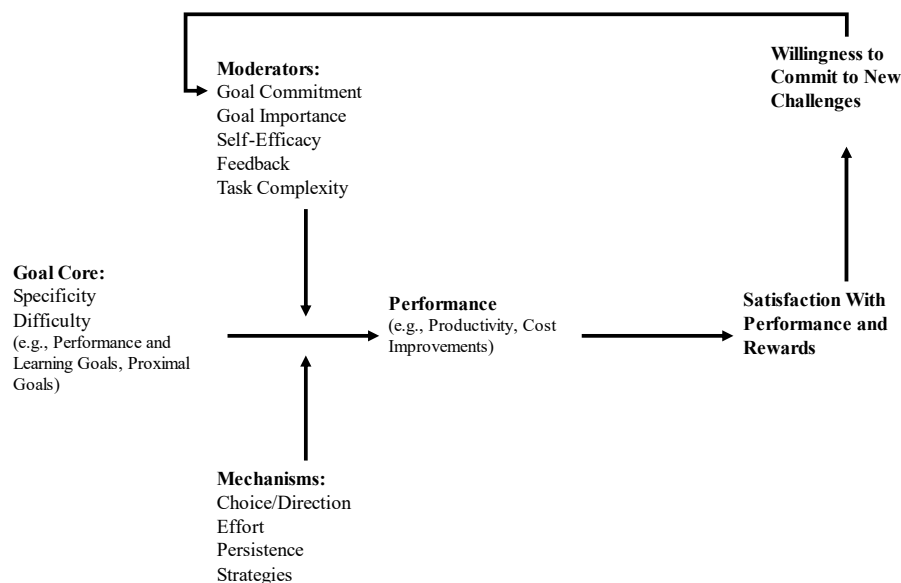 Willingness to
Commit to New
Challenges
Moderators:
Goal Commitment
Goal Importance
Self-Efficacy
Feedback
Task Complexity
Goal Core:
Specificity
Difficulty
(e.g., Performance and
Learning Goals, Proximal
Goals)
Performance
(e.g., Productivity, Cost
Improvements)
Satisfaction With
Performance and
Rewards
Mechanisms:
Choice/Direction
Effort
Persistence
Strategies